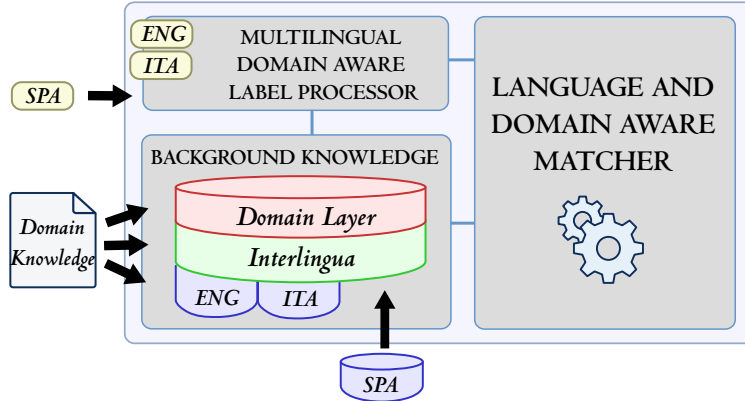 ENG
ITA
MULTILINGUAL
DOMAIN AWARE
LABEL PROCESSOR
SPA
LANGUAGE AND
DOMAIN AWARE
MATCHER
BACKGROUND KNOWLEDGE
Domain
Knowledge
Domain Layer
Interlingua
ENG
ITA
SPA